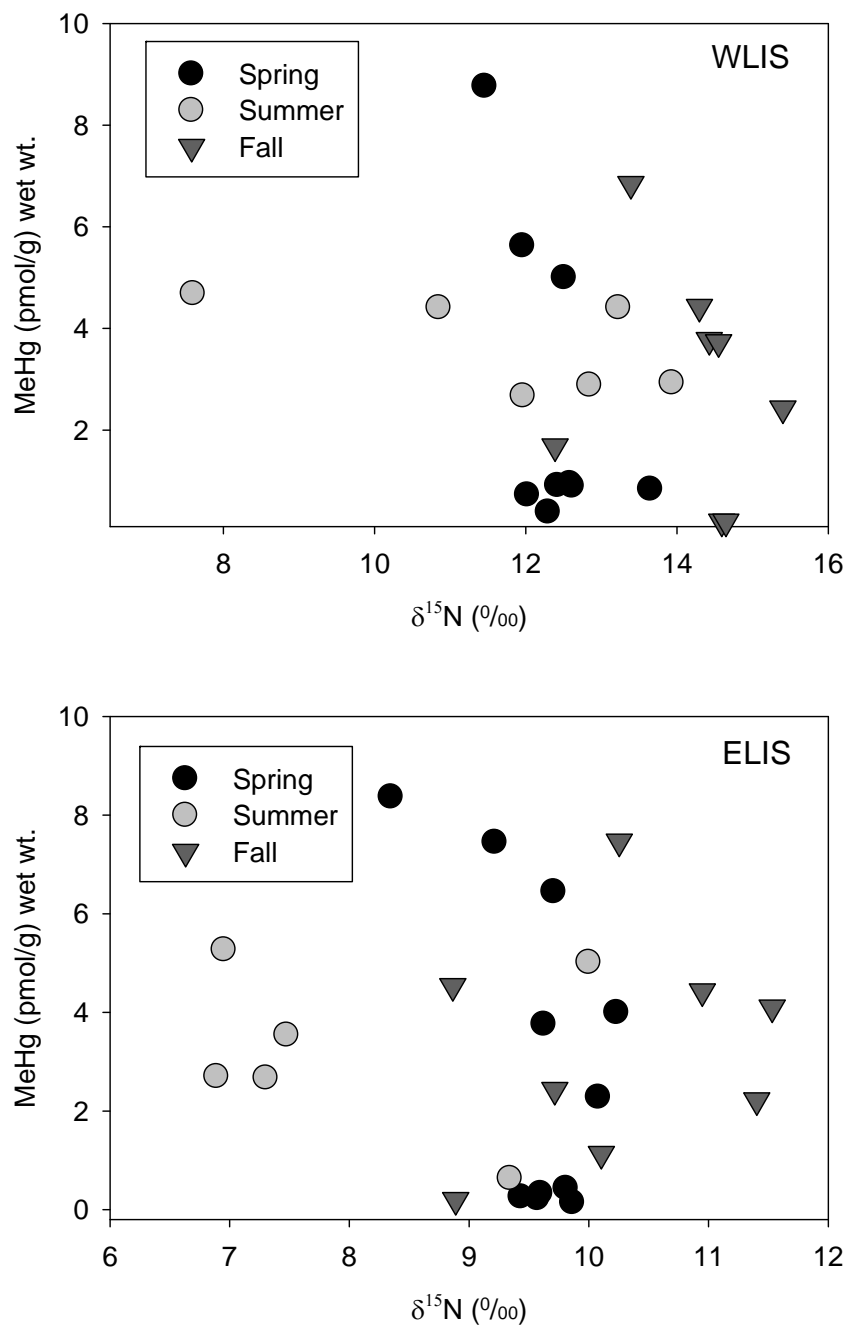 10
WLIS
Spring
Summer
Fall
8
6
4
2
MeHg (pmol/g) wet wt.
8 10 12 14 16
δ¹⁵N (⁰/₀₀)
10
ELIS
Spring
Summer
Fall
8
6
4
2
0
MeHg (pmol/g) wet wt.
6 7 8 9 10 11 12
δ¹⁵N (⁰/₀₀)